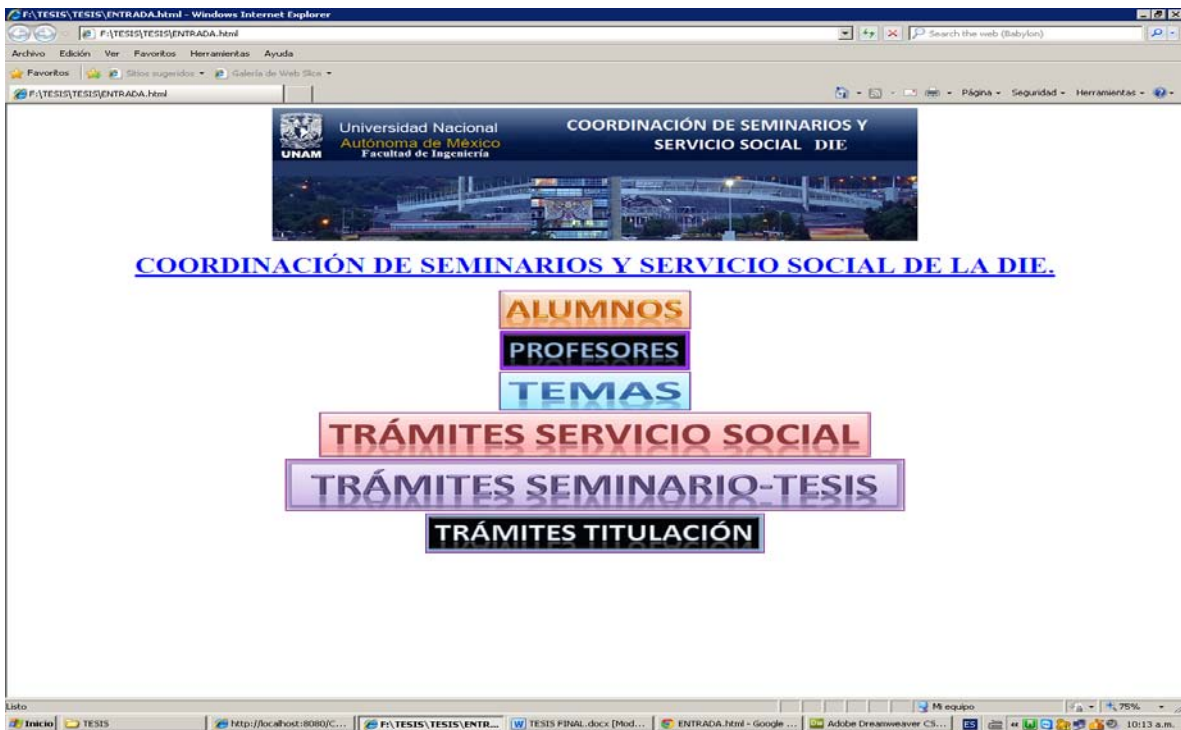 F:\TESIS\TESIS\ENTRADA.html - Windows Internet Explorer
F:\TESIS\TESIS\ENTRADA.html
Search the web (Babylon)
Archivo Edición Ver Favoritos Herramientas Ayuda
Favoritos Sitios sugeridos Galería de Web Slice
F:\TESIS\TESIS\ENTRADA.html
Página Seguridad Herramientas
UNAM
Universidad Nacional
Autónoma de México
Facultad de Ingeniería
COORDINACIÓN DE SEMINARIOS Y
SERVICIO SOCIAL DIE
COORDINACIÓN DE SEMINARIOS Y SERVICIO SOCIAL DE LA DIE.
ALUMNOS
PROFESORES
TEMAS
TRÁMITES SERVICIO SOCIAL
TRÁMITES SEMINARIO-TESIS
TRÁMITES TITULACIÓN
Listo
Mi equipo
75%
Inicio
TESIS
http://localhost:8080/C...
F:\TESIS\TESIS\ENTR...
TESIS FINAL.docx [Mod...
ENTRADA.html - Google ...
Adobe Dreamweaver CS...
ES
10:13 a.m.